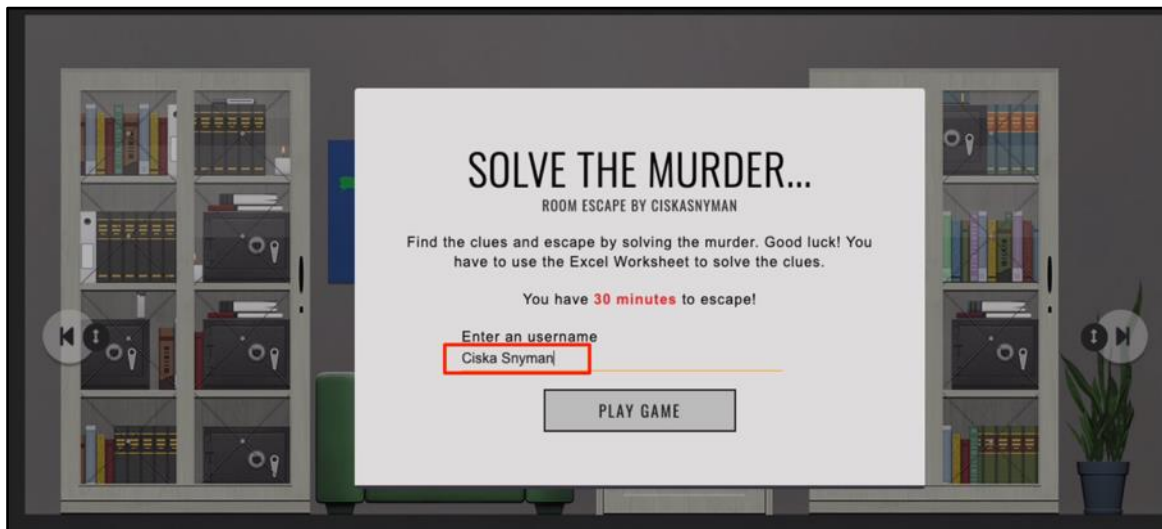 SOLVE THE MURDER...
ROOM ESCAPE BY CISKASNYMAN
Find the clues and escape by solving the murder. Good luck! You
have to use the Excel Worksheet to solve the clues.
You have 30 minutes to escape!
Enter an username
Ciska Snyman
PLAY GAME